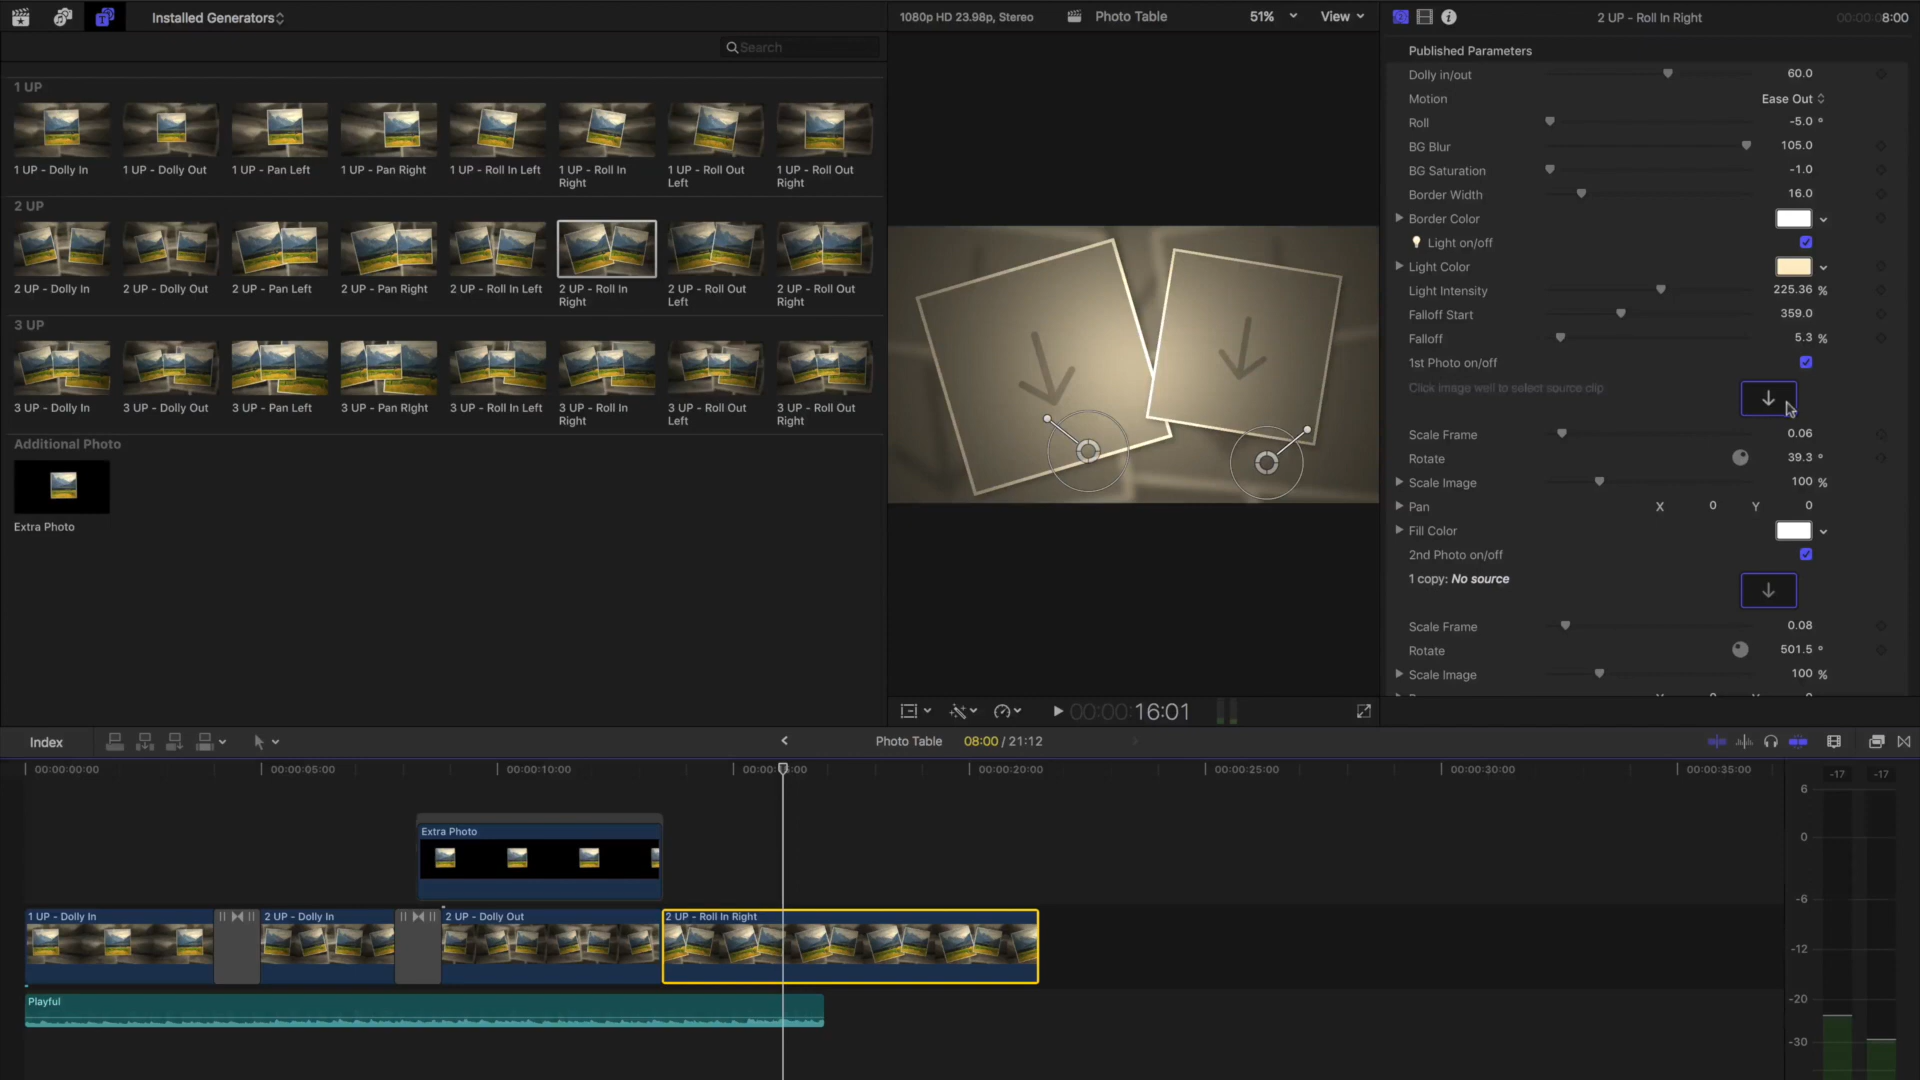 Installed Generators
1080p HD 23.98p, Stereo
Photo Table
51%
View
2 UP - Roll In Right
00:00:08:00
Search
1 UP
1 UP - Dolly In
1 UP - Dolly Out
1 UP - Pan Left
1 UP - Pan Right
1 UP - Roll In Left
1 UP - Roll In
Right
1 UP - Roll Out
Left
1 UP - Roll Out
Right
2 UP
2 UP - Dolly In
2 UP - Dolly Out
2 UP - Pan Left
2 UP - Pan Right
2 UP - Roll In Left
2 UP - Roll In
Right
2 UP - Roll Out
Left
2 UP - Roll Out
Right
3 UP
3 UP - Dolly In
3 UP - Dolly Out
3 UP - Pan Left
3 UP - Pan Right
3 UP - Roll In Left
3 UP - Roll In
Right
3 UP - Roll Out
Left
3 UP - Roll Out
Right
Additional Photo
Extra Photo
Published Parameters
Dolly in/out 60.0
Motion Ease Out
Roll -5.0 °
BG Blur 105.0
BG Saturation -1.0
Border Width 16.0
Border Color
Light on/off
Light Color
Light Intensity 225.36 %
Falloff Start 359.0
Falloff 5.3 %
1st Photo on/off
Click image well to select source clip
Scale Frame 0.06
Rotate 39.3 °
Scale Image 100 %
Pan X 0 Y 0
Fill Color
2nd Photo on/off
1 copy: No source
Scale Frame 0.08
Rotate 501.5 °
Scale Image 100 %
00:00:16:01
Index
Photo Table
08:00 / 21:12
00:00:00:00
00:00:05:00
00:00:10:00
00:00:20:00
00:00:25:00
00:00:30:00
00:00:35:00
-17 -17
6
0
-6
-12
-20
-30
Extra Photo
1 UP - Dolly In
2 UP - Dolly In
2 UP - Dolly Out
2 UP - Roll In Right
Playful